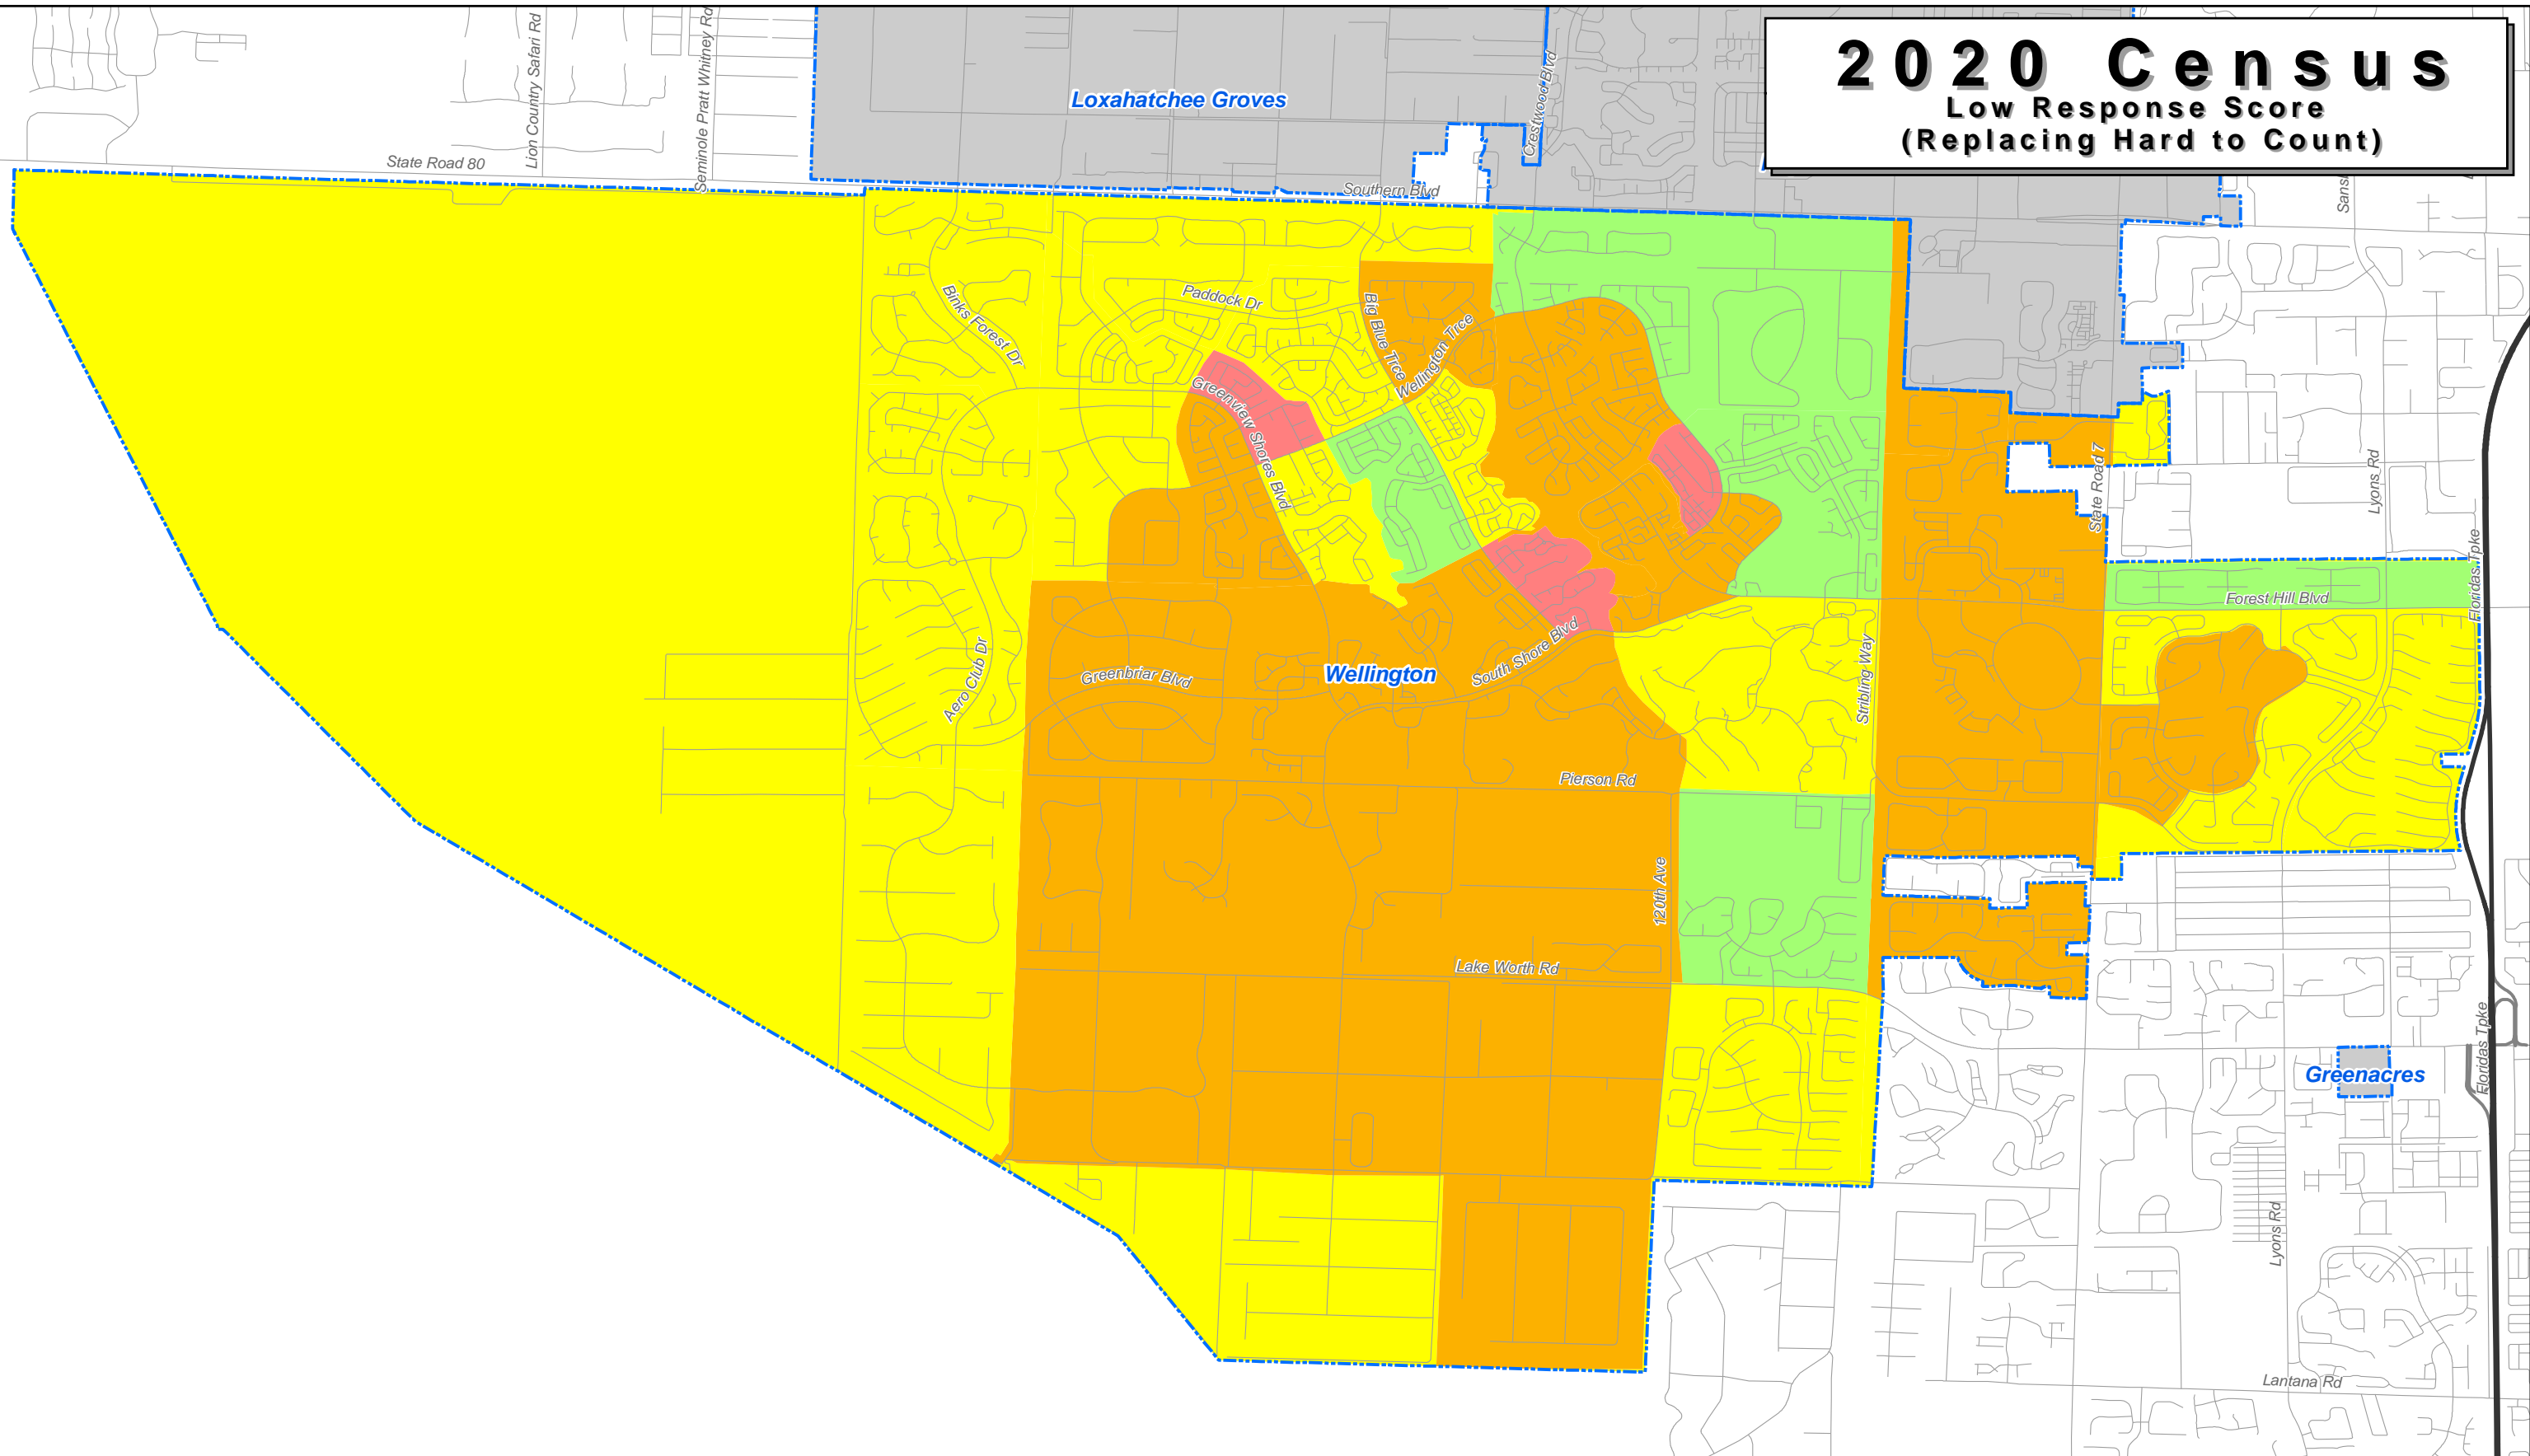 2020 Census
Low Response Score
(Replacing Hard to Count)
Lion Country Safari Rd
Seminole Pratt Whitney Rd
Loxahatchee Groves
Crestwood Blvd
State Road 80
Southern Blvd
Binks Forest Dr
Paddock Dr
Big Blue Trce
Wellington Trce
Greenview Shores Blvd
State Road 7
Lyons Rd
Floridas Tpke
Forest Hill Blvd
Aero Club Dr
Greenbriar Blvd
Wellington
South Shore Blvd
Stribling Way
Pierson Rd
120th Ave
Lake Worth Rd
Floridas Tpke
Greenacres
Lyons Rd
Lantana Rd